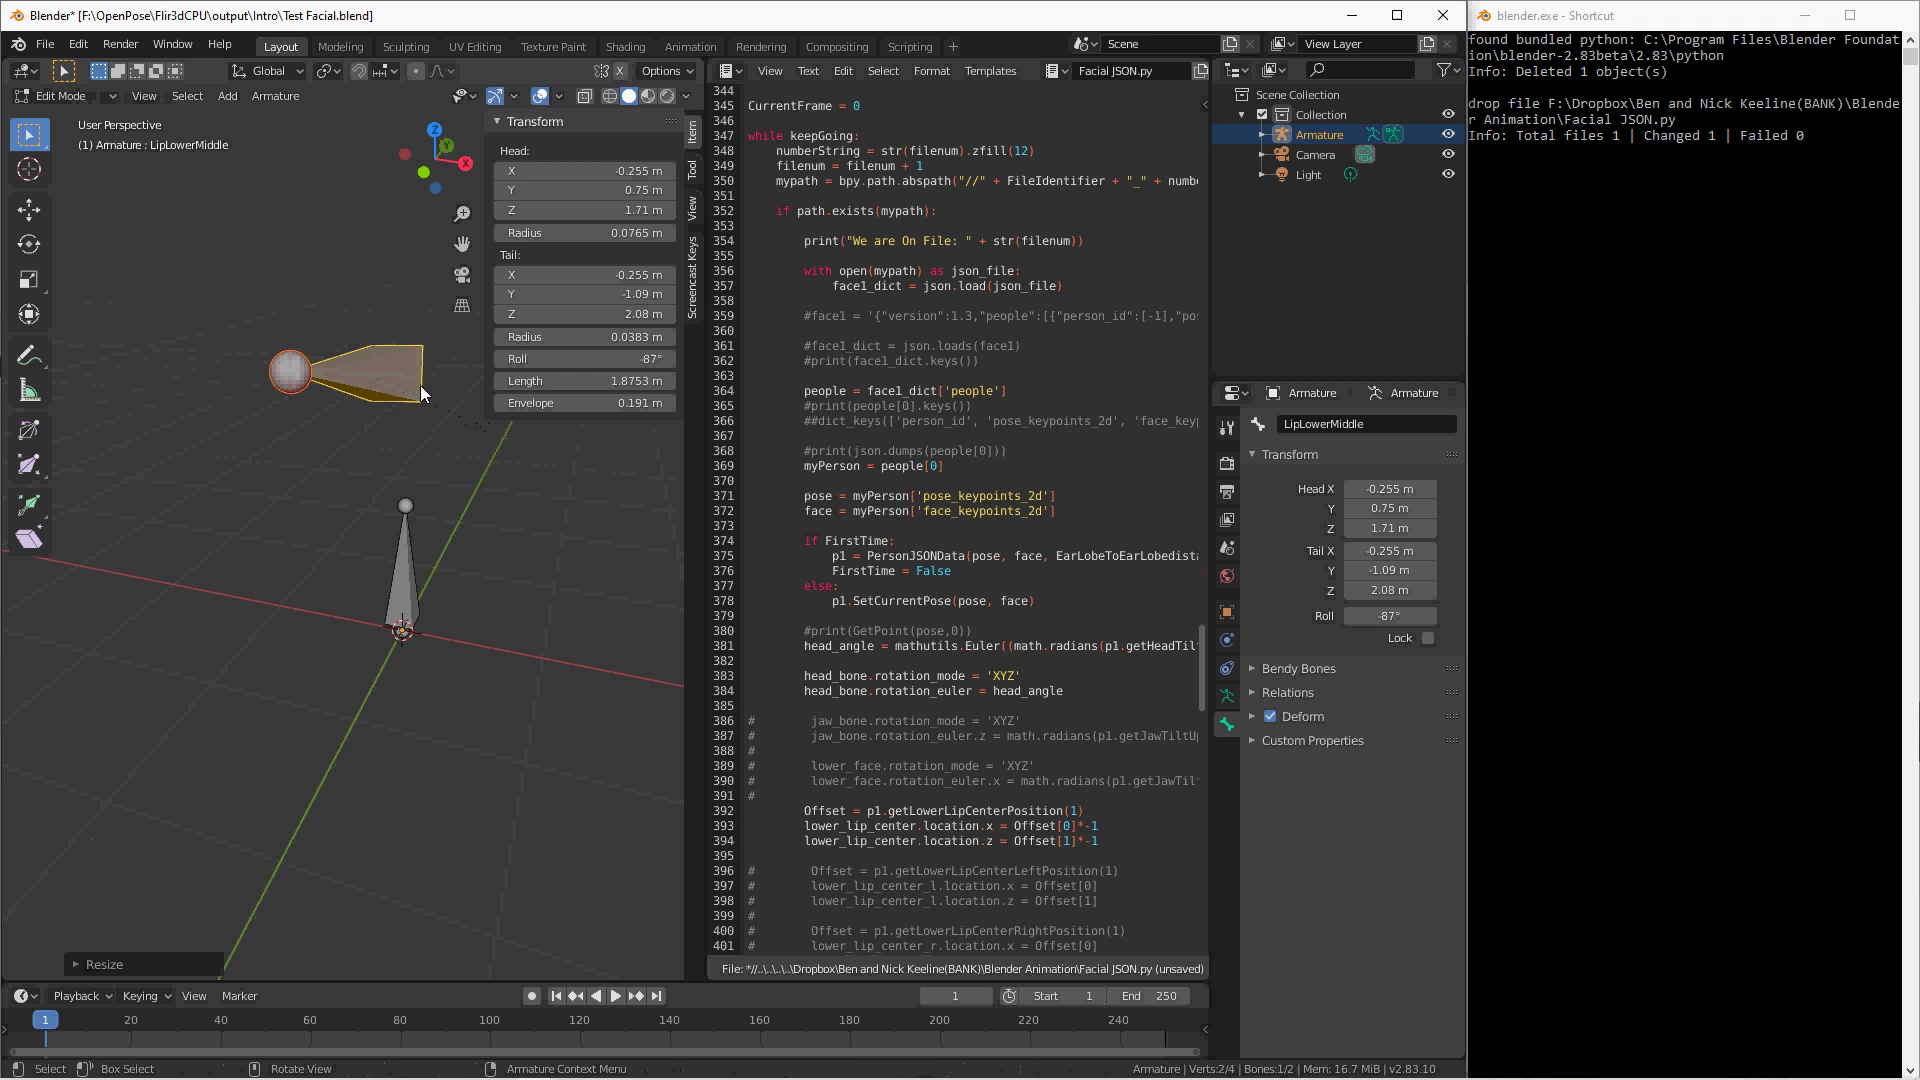 Blender* [F:\OpenPose\Flir3dCPU\output\Intro\Test Facial.blend]
File Edit Render Window Help
Layout Modeling Sculpting UV Editing Texture Paint Shading Animation Rendering Compositing Scripting +
Scene
View Layer
Global
X
Options
Edit Mode View Select Add Armature
User Perspective
(1) Armature : LipLowerMiddle
Z
Y
X
Transform
Head:
X -0.255 m
Y 0.75 m
Z 1.71 m
Radius 0.0765 m
Tail:
X -0.255 m
Y -1.09 m
Z 2.08 m
Radius 0.0383 m
Roll -87°
Length 1.8753 m
Envelope 0.191 m
Item
Tool
View
Screencast Keys
Resize
View Text Edit Select Format Templates
Facial JSON.py
344
345 CurrentFrame = 0
346
347 while keepGoing:
348 numberString = str(filenum).zfill(12)
349 filenum = filenum + 1
350 mypath = bpy.path.abspath("//" + FileIdentifier + "_" + numbe
351
352 if path.exists(mypath):
353
354 print("We are On File: " + str(filenum))
355
356 with open(mypath) as json_file:
357 face1_dict = json.load(json_file)
358
359 #face1 = '{"version":1.3,"people":[{"person_id":[-1],"pos
360
361 #face1_dict = json.loads(face1)
362 #print(face1_dict.keys())
363
364 people = face1_dict['people']
365 #print(people[0].keys())
366 ##dict_keys(['person_id', 'pose_keypoints_2d', 'face_keyp
367
368 #print(json.dumps(people[0]))
369 myPerson = people[0]
370
371 pose = myPerson['pose_keypoints_2d']
372 face = myPerson['face_keypoints_2d']
373
374 if FirstTime:
375 p1 = PersonJSONData(pose, face, EarLobeToEarLobedista
376 FirstTime = False
377 else:
378 p1.SetCurrentPose(pose, face)
379
380 #print(GetPoint(pose,0))
381 head_angle = mathutils.Euler((math.radians(p1.getHeadTilt
382
383 head_bone.rotation_mode = 'XYZ'
384 head_bone.rotation_euler = head_angle
385
386 # jaw_bone.rotation_mode = 'XYZ'
387 # jaw_bone.rotation_euler.z = math.radians(p1.getJawTiltUp
388 #
389 # lower_face.rotation_mode = 'XYZ'
390 # lower_face.rotation_euler.x = math.radians(p1.getJawTilt
391 #
392 Offset = p1.getLowerLipCenterPosition(1)
393 lower_lip_center.location.x = Offset[0]*-1
394 lower_lip_center.location.z = Offset[1]*-1
395
396 # Offset = p1.getLowerLipCenterLeftPosition(1)
397 # lower_lip_center_l.location.x = Offset[0]
398 # lower_lip_center_l.location.z = Offset[1]
399 #
400 # Offset = p1.getLowerLipCenterRightPosition(1)
401 # lower_lip_center_r.location.x = Offset[0]
File: *//..\..\..\..\Dropbox\Ben and Nick Keeline(BANK)\Blender Animation\Facial JSON.py (unsaved)
Scene Collection
Collection
Armature
Camera
Light
Armature Armature
LipLowerMiddle
Transform
Head X -0.255 m
Y 0.75 m
Z 1.71 m
Tail X -0.255 m
Y -1.09 m
Z 2.08 m
Roll -87°
Lock
Bendy Bones
Relations
Deform
Custom Properties
Playback Keying View Marker
1
Start 1
End 250
1 20 40 60 80 100 120 140 160 180 200 220 240
Select Box Select Rotate View Armature Context Menu
Armature | Verts:2/4 | Bones:1/2 | Mem: 16.7 MiB | v2.83.10
blender.exe - Shortcut
found bundled python: C:\Program Files\Blender Foundat
ion\blender-2.83beta\2.83\python
Info: Deleted 1 object(s)
drop file F:\Dropbox\Ben and Nick Keeline(BANK)\Blende
r Animation\Facial JSON.py
Info: Total files 1 | Changed 1 | Failed 0